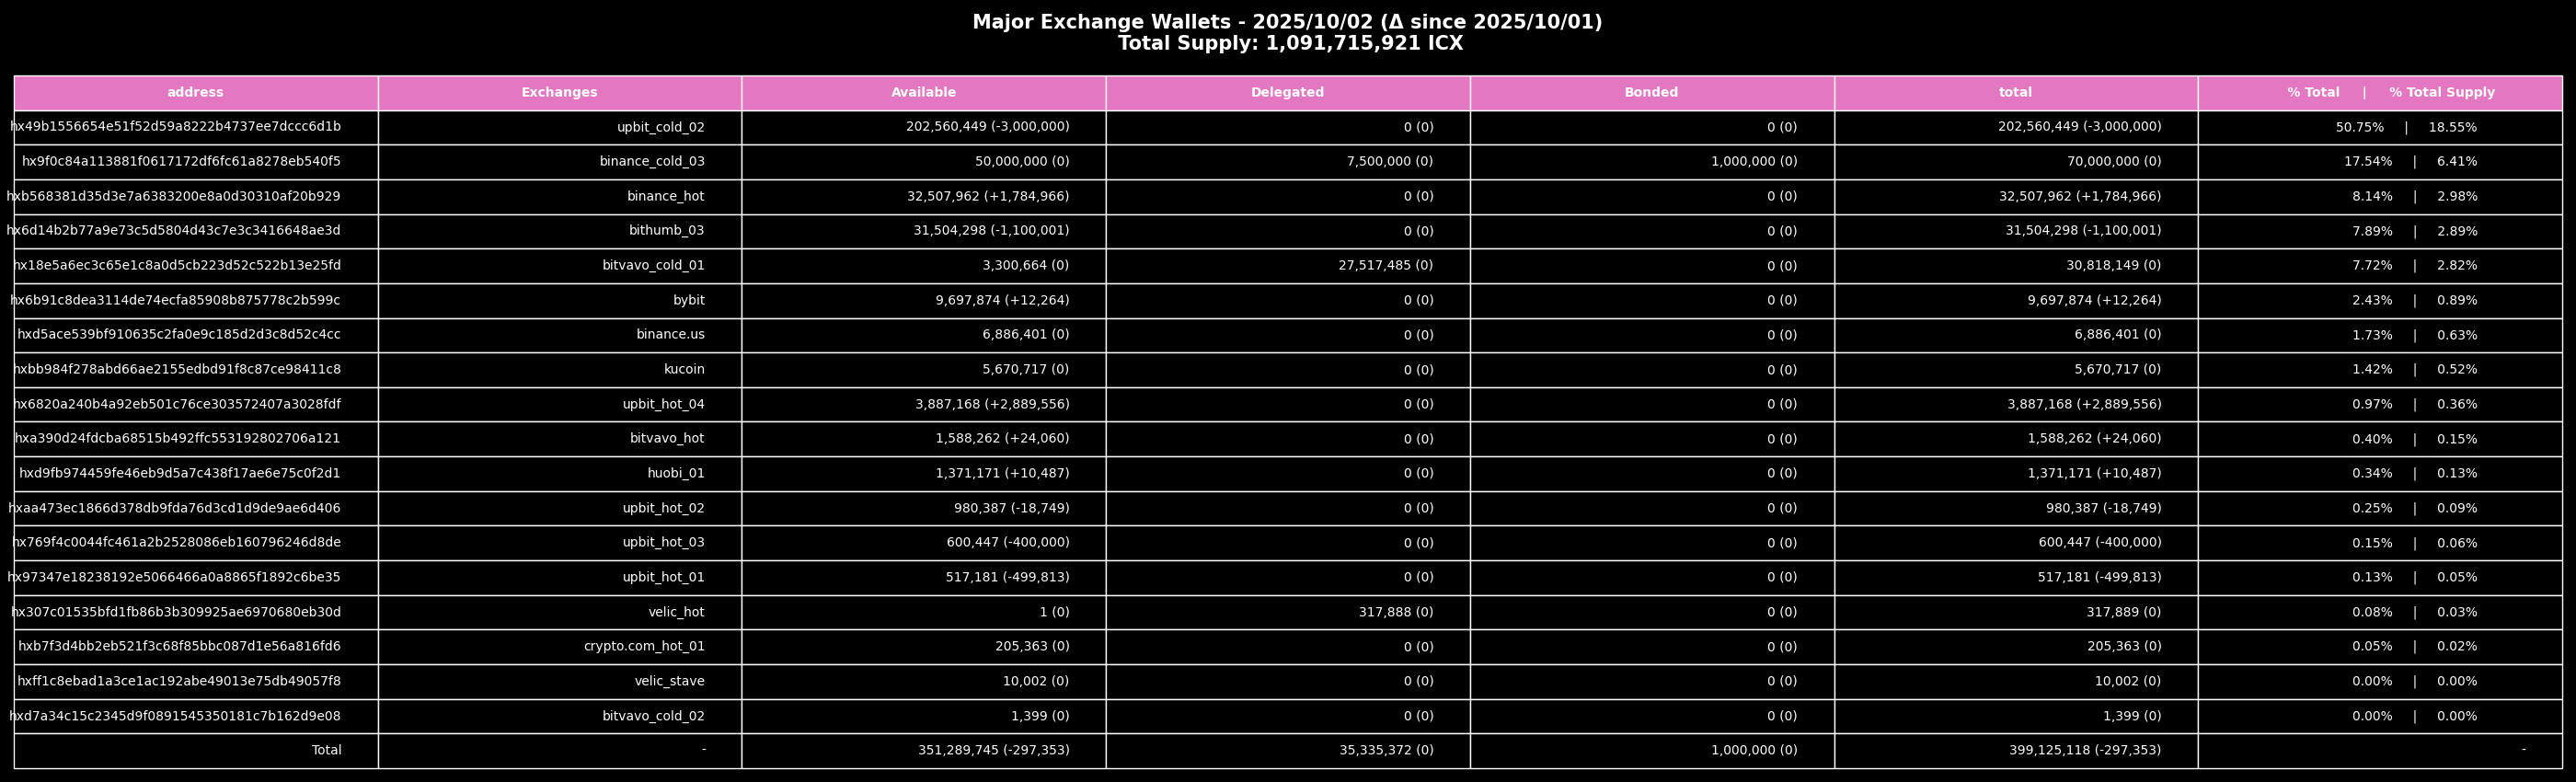 Major Exchange Wallets - 2025/10/02 (Δ since 2025/10/01)
Total Supply: 1,091,715,921 ICX
address Exchanges Available Delegated Bonded total % Total | % Total Supply
hx49b1556654e51f52d59a8222b4737ee7dccc6d1b upbit_cold_02 202,560,449 (-3,000,000) 0 (0) 0 (0) 202,560,449 (-3,000,000) 50.75% | 18.55%
hx9f0c84a113881f0617172df6fc61a8278eb540f5 binance_cold_03 50,000,000 (0) 7,500,000 (0) 1,000,000 (0) 70,000,000 (0) 17.54% | 6.41%
hxb568381d35d3e7a6383200e8a0d30310af20b929 binance_hot 32,507,962 (+1,784,966) 0 (0) 0 (0) 32,507,962 (+1,784,966) 8.14% | 2.98%
hx6d14b2b77a9e73c5d5804d43c7e3c3416648ae3d bithumb_03 31,504,298 (-1,100,001) 0 (0) 0 (0) 31,504,298 (-1,100,001) 7.89% | 2.89%
hx18e5a6ec3c65e1c8a0d5cb223d52c522b13e25fd bitvavo_cold_01 3,300,664 (0) 27,517,485 (0) 0 (0) 30,818,149 (0) 7.72% | 2.82%
hx6b91c8dea3114de74ecfa85908b875778c2b599c bybit 9,697,874 (+12,264) 0 (0) 0 (0) 9,697,874 (+12,264) 2.43% | 0.89%
hxd5ace539bf910635c2fa0e9c185d2d3c8d52c4cc binance.us 6,886,401 (0) 0 (0) 0 (0) 6,886,401 (0) 1.73% | 0.63%
hxbb984f278abd66ae2155edbd91f8c87ce98411c8 kucoin 5,670,717 (0) 0 (0) 0 (0) 5,670,717 (0) 1.42% | 0.52%
hx6820a240b4a92eb501c76ce303572407a3028fdf upbit_hot_04 3,887,168 (+2,889,556) 0 (0) 0 (0) 3,887,168 (+2,889,556) 0.97% | 0.36%
hxa390d24fdcba68515b492ffc553192802706a121 bitvavo_hot 1,588,262 (+24,060) 0 (0) 0 (0) 1,588,262 (+24,060) 0.40% | 0.15%
hxd9fb974459fe46eb9d5a7c438f17ae6e75c0f2d1 huobi_01 1,371,171 (+10,487) 0 (0) 0 (0) 1,371,171 (+10,487) 0.34% | 0.13%
hxaa473ec1866d378db9fda76d3cd1d9de9ae6d406 upbit_hot_02 980,387 (-18,749) 0 (0) 0 (0) 980,387 (-18,749) 0.25% | 0.09%
hx769f4c0044fc461a2b2528086eb160796246d8de upbit_hot_03 600,447 (-400,000) 0 (0) 0 (0) 600,447 (-400,000) 0.15% | 0.06%
hx97347e18238192e5066466a0a8865f1892c6be35 upbit_hot_01 517,181 (-499,813) 0 (0) 0 (0) 517,181 (-499,813) 0.13% | 0.05%
hx307c01535bfd1fb86b3b309925ae6970680eb30d velic_hot 1 (0) 317,888 (0) 0 (0) 317,889 (0) 0.08% | 0.03%
hxb7f3d4bb2eb521f3c68f85bbc087d1e56a816fd6 crypto.com_hot_01 205,363 (0) 0 (0) 0 (0) 205,363 (0) 0.05% | 0.02%
hxff1c8ebad1a3ce1ac192abe49013e75db49057f8 velic_stave 10,002 (0) 0 (0) 0 (0) 10,002 (0) 0.00% | 0.00%
hxd7a34c15c2345d9f0891545350181c7b162d9e08 bitvavo_cold_02 1,399 (0) 0 (0) 0 (0) 1,399 (0) 0.00% | 0.00%
Total - 351,289,745 (-297,353) 35,335,372 (0) 1,000,000 (0) 399,125,118 (-297,353) -